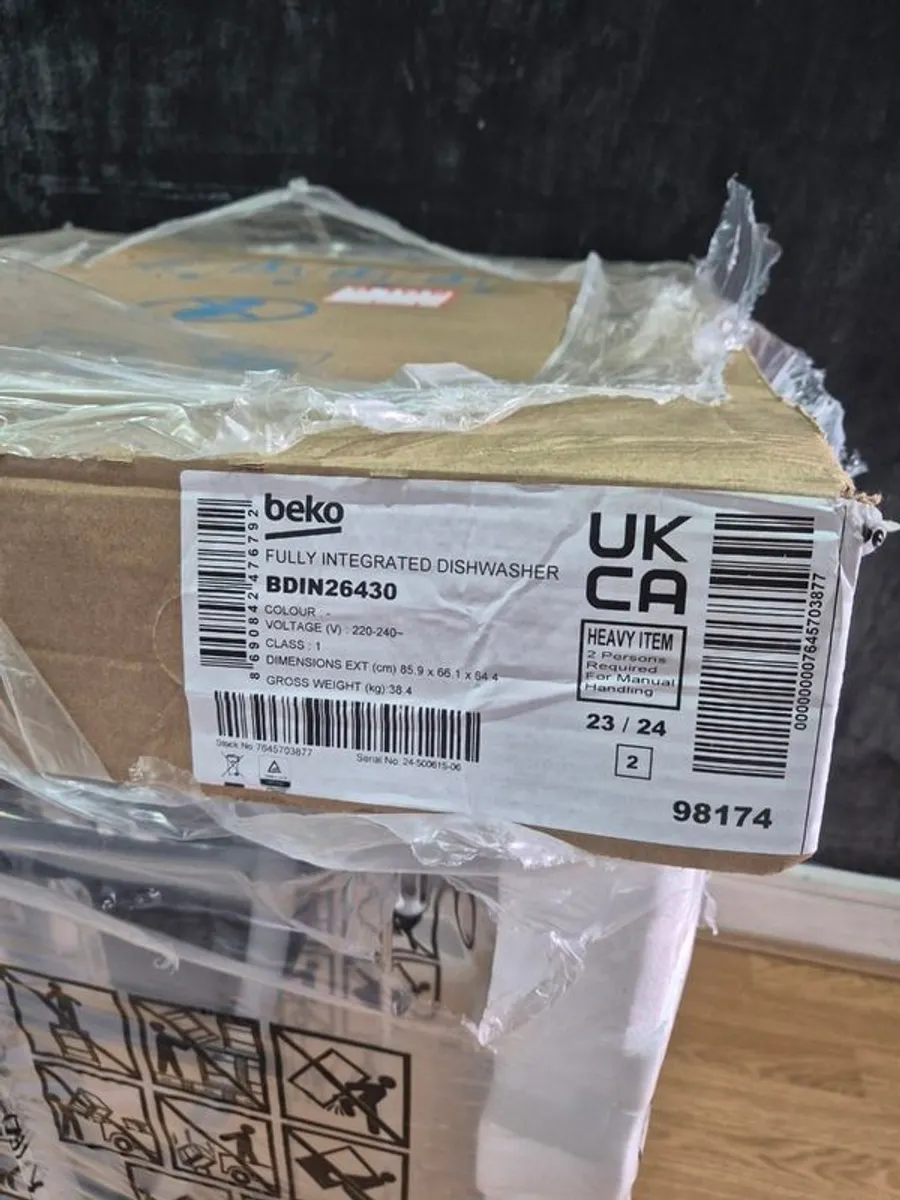 8690842476792
beko
FULLY INTEGRATED DISHWASHER
BDIN26430
COLOUR : -
VOLTAGE (V) : 220-240~
CLASS : 1
DIMENSIONS EXT (cm) 85.9 x 66.1 x 64.4
GROSS WEIGHT (kg):38.4
Stock No: 7645703877
Serial No: 24-500615-06
UK
CA
HEAVY ITEM
2 Persons
Required
For Manual
Handling
23 / 24
2
0000000007645703877
98174